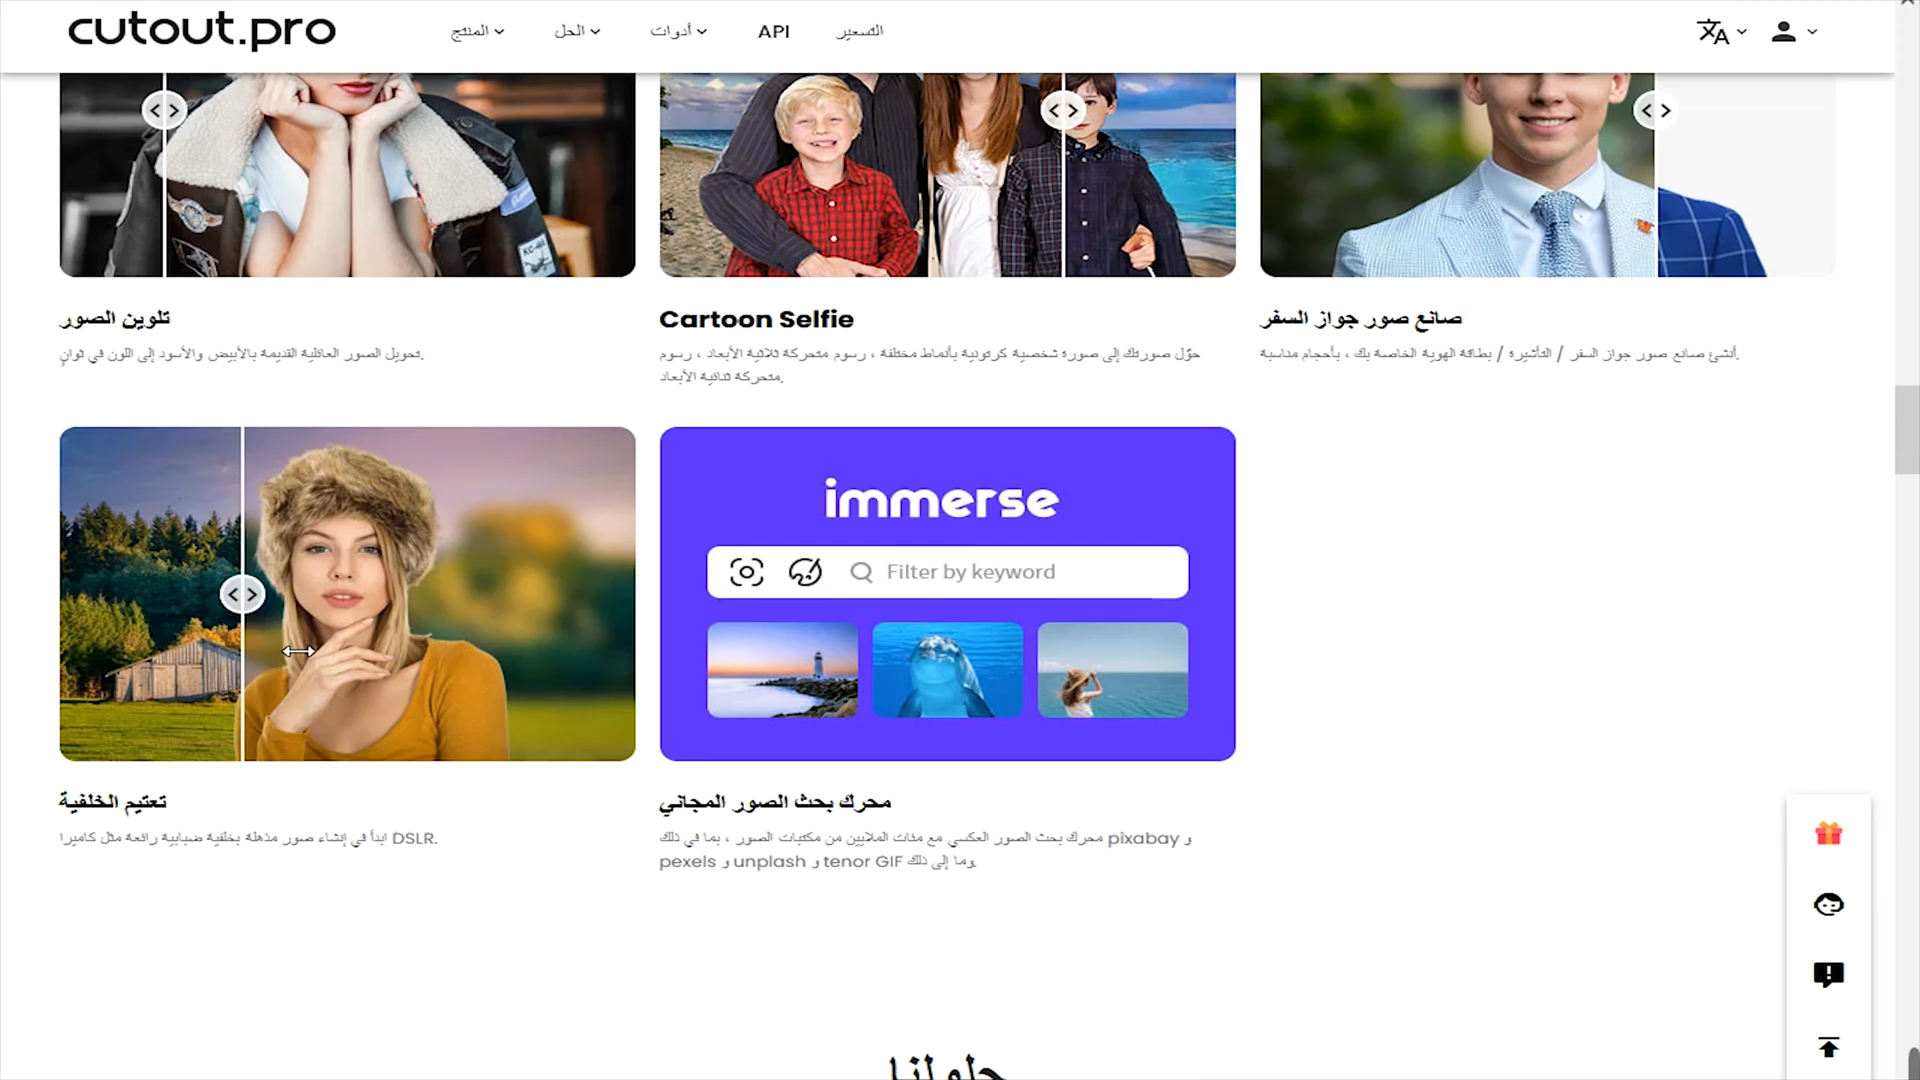 cutout.pro
المنتج
الحل
أدوات
API
التسعير
تلوين الصور
تحويل الصور العائلية القديمة بالأبيض والأسود إلى اللون في ثوانٍ.
Cartoon Selfie
حوّل صورتك إلى صورة شخصية كرتونية بأنماط مختلفة ، رسوم متحركة ثلاثية الأبعاد ، رسوم
متحركة ثنائية الأبعاد.
صانع صور جواز السفر
أنشئ صانع صور جواز السفر / التأشيرة / بطاقة الهوية الخاصة بك ، بأحجام مناسبة.
immerse
Filter by keyword
تعتيم الخلفية
ابدأ في إنشاء صور مذهلة بخلفية ضبابية رائعة مثل كاميرا DSLR.
محرك بحث الصور المجاني
محرك بحث الصور العكسي مع مئات الملايين من مكتبات الصور ، بما في ذلك pixabay و
pexels و unplash و tenor GIF وما إلى ذلك.
حلولنا